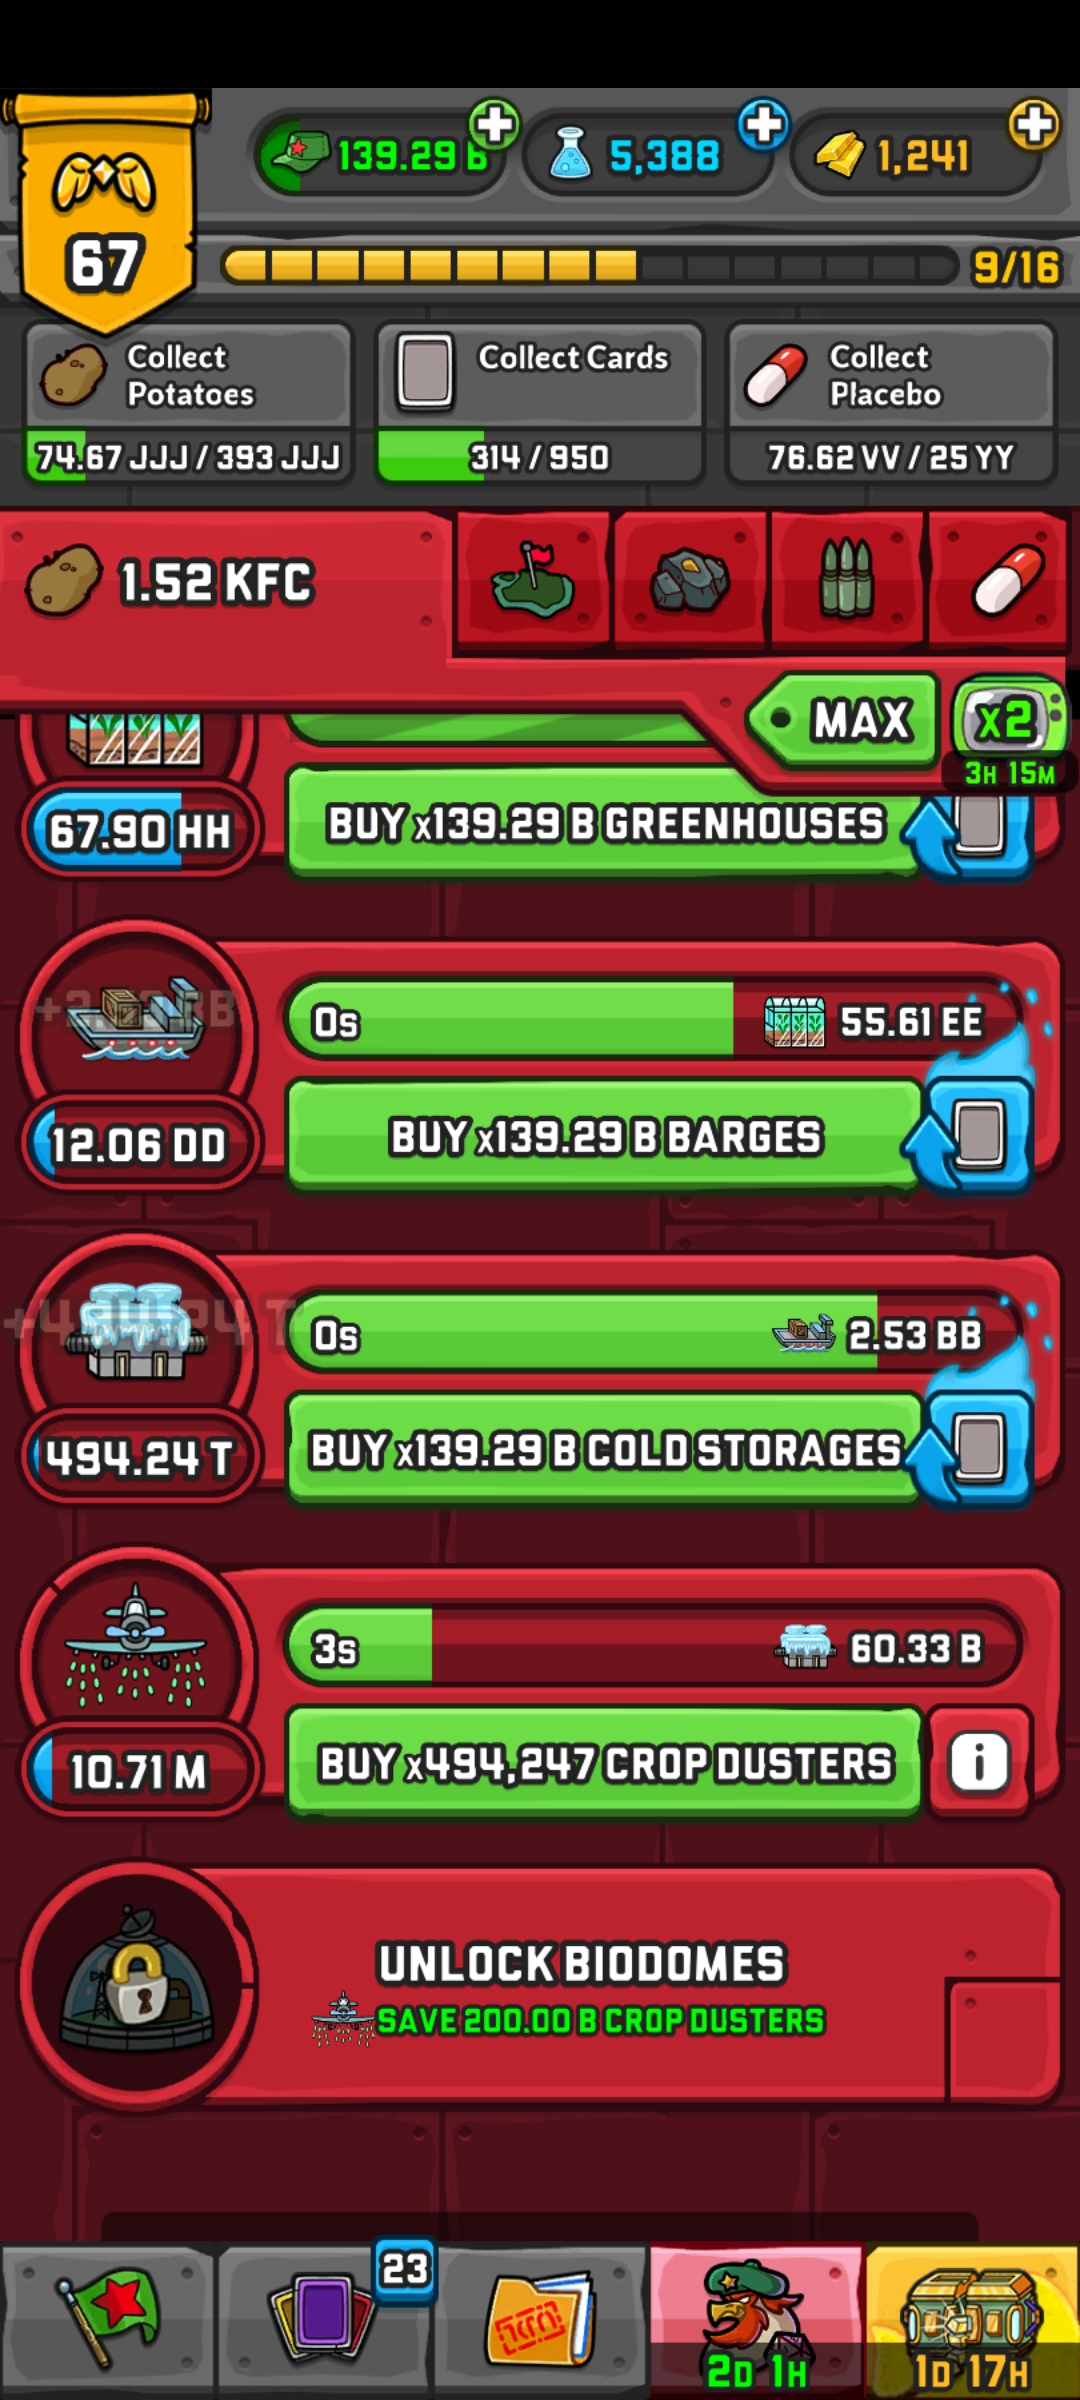 139.29 B
5,388
1,241
67
9/16
Collect
Potatoes
74.67 JJJ / 393 JJJ
Collect Cards
314 / 950
Collect
Placebo
76.62 VV / 25 YY
1.52 KFC
MAX
x2
3H 15M
67.90 HH
BUY x139.29 B GREENHOUSES
0s
55.61 EE
12.06 DD
BUY x139.29 B BARGES
0s
2.53 BB
494.24 T
BUY x139.29 B COLD STORAGES
3s
60.33 B
10.71 M
BUY x494,247 CROP DUSTERS
i
UNLOCK BIODOMES
SAVE 200.00 B CROP DUSTERS
23
2D 1H
1D 17H